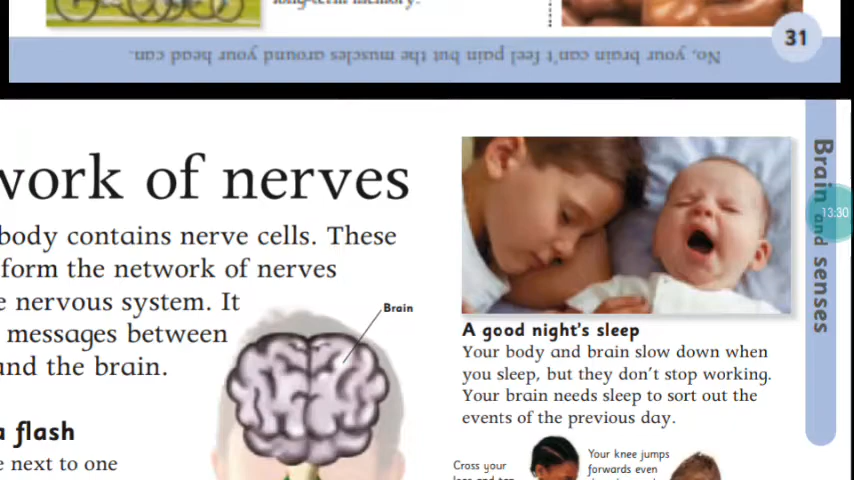 31
No, your brain can't feel pain but the muscles around your head can.
work of nerves
body contains nerve cells. These
form the network of nerves
nervous system. It
messages between
the brain.
Brain
flash
next to one
A good night's sleep
Your body and brain slow down when
you sleep, but they don't stop working.
Your brain needs sleep to sort out the
events of the previous day.
Cross your
Your knee jumps
forwards even
Brain and senses
13:30